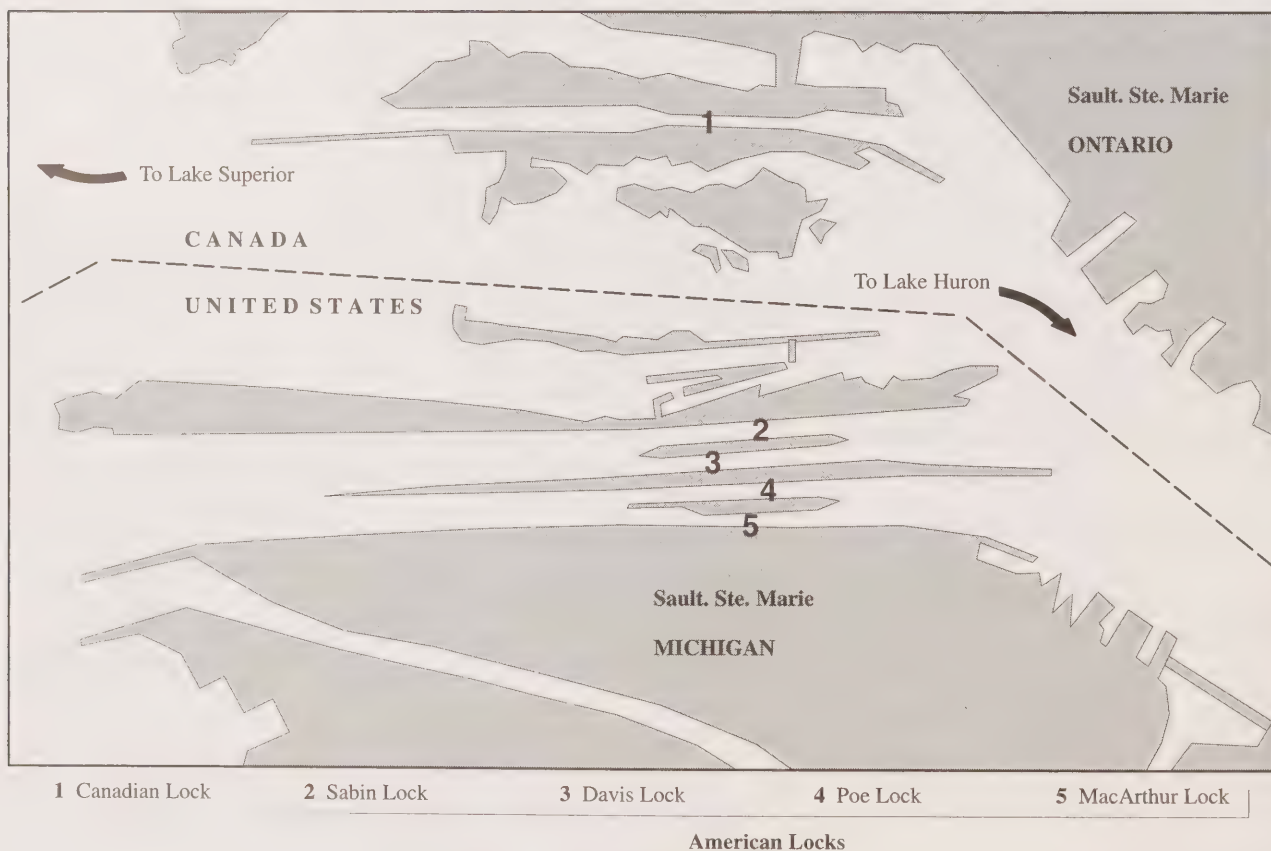 Sault. Ste. Marie
ONTARIO
1
To Lake Superior
CANADA
To Lake Huron
UNITED STATES
2
3
4
5
Sault. Ste. Marie
MICHIGAN
1 Canadian Lock 2 Sabin Lock 3 Davis Lock 4 Poe Lock 5 MacArthur Lock
American Locks